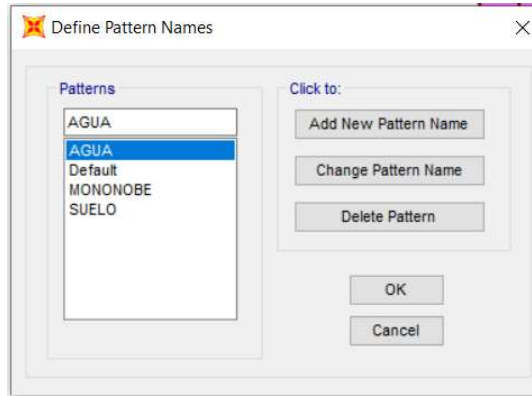 Define Pattern Names
Patterns
AGUA
AGUA
Default
MONONOBE
SUELO
Click to:
Add New Pattern Name
Change Pattern Name
Delete Pattern
OK
Cancel